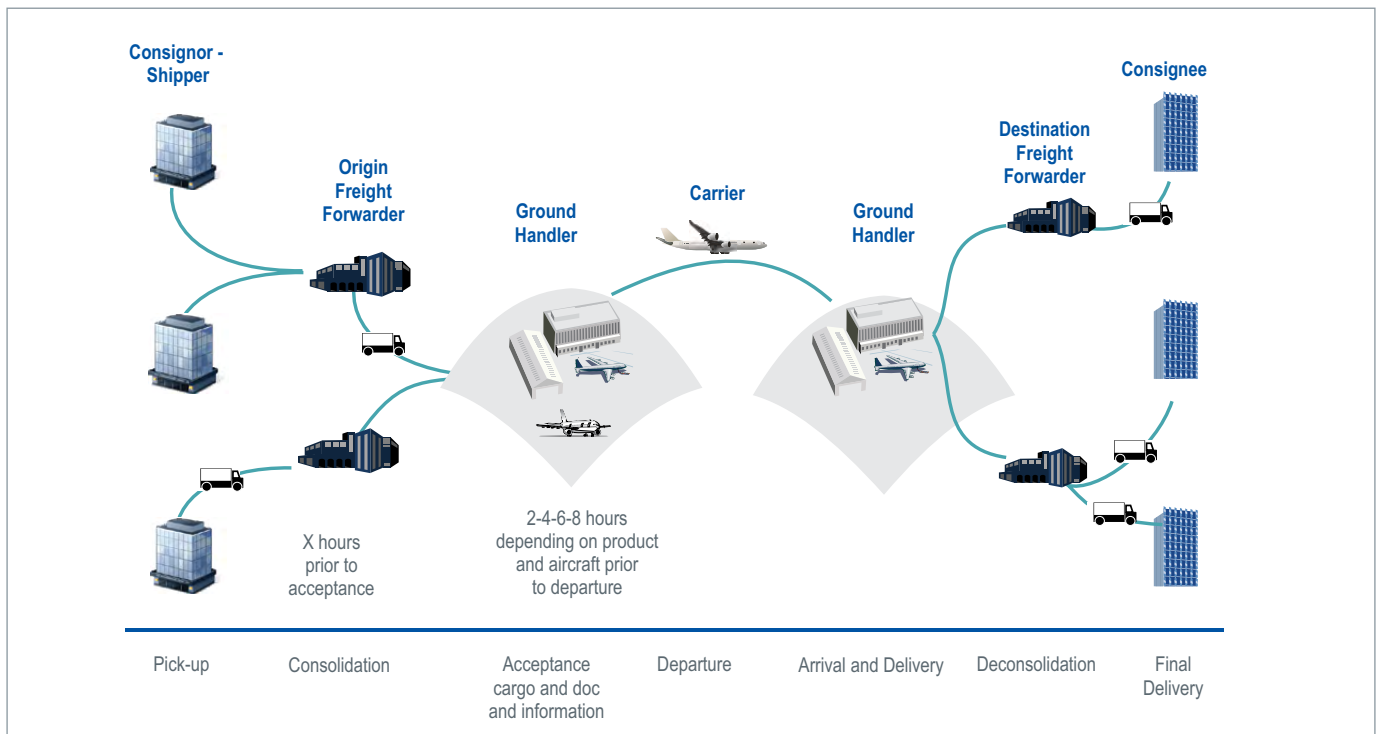 Consignor -
Shipper
Consignee
Destination
Freight
Forwarder
Origin
Freight
Forwarder
Carrier
Ground
Handler
Ground
Handler
X hours
prior to
acceptance
2-4-6-8 hours
depending on product
and aircraft prior
to departure
Pick-up
Consolidation
Acceptance
cargo and doc
and information
Departure
Arrival and Delivery
Deconsolidation
Final
Delivery